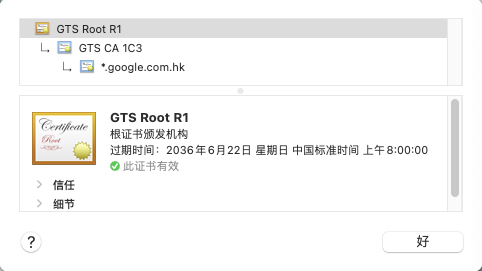 GTS Root R1
GTS CA 1C3
*.google.com.hk
Certificate
Root
GTS Root R1
根证书颁发机构
过期时间：2036年6月22日 星期日 中国标准时间 上午8:00:00
此证书有效
信任
细节
?
好